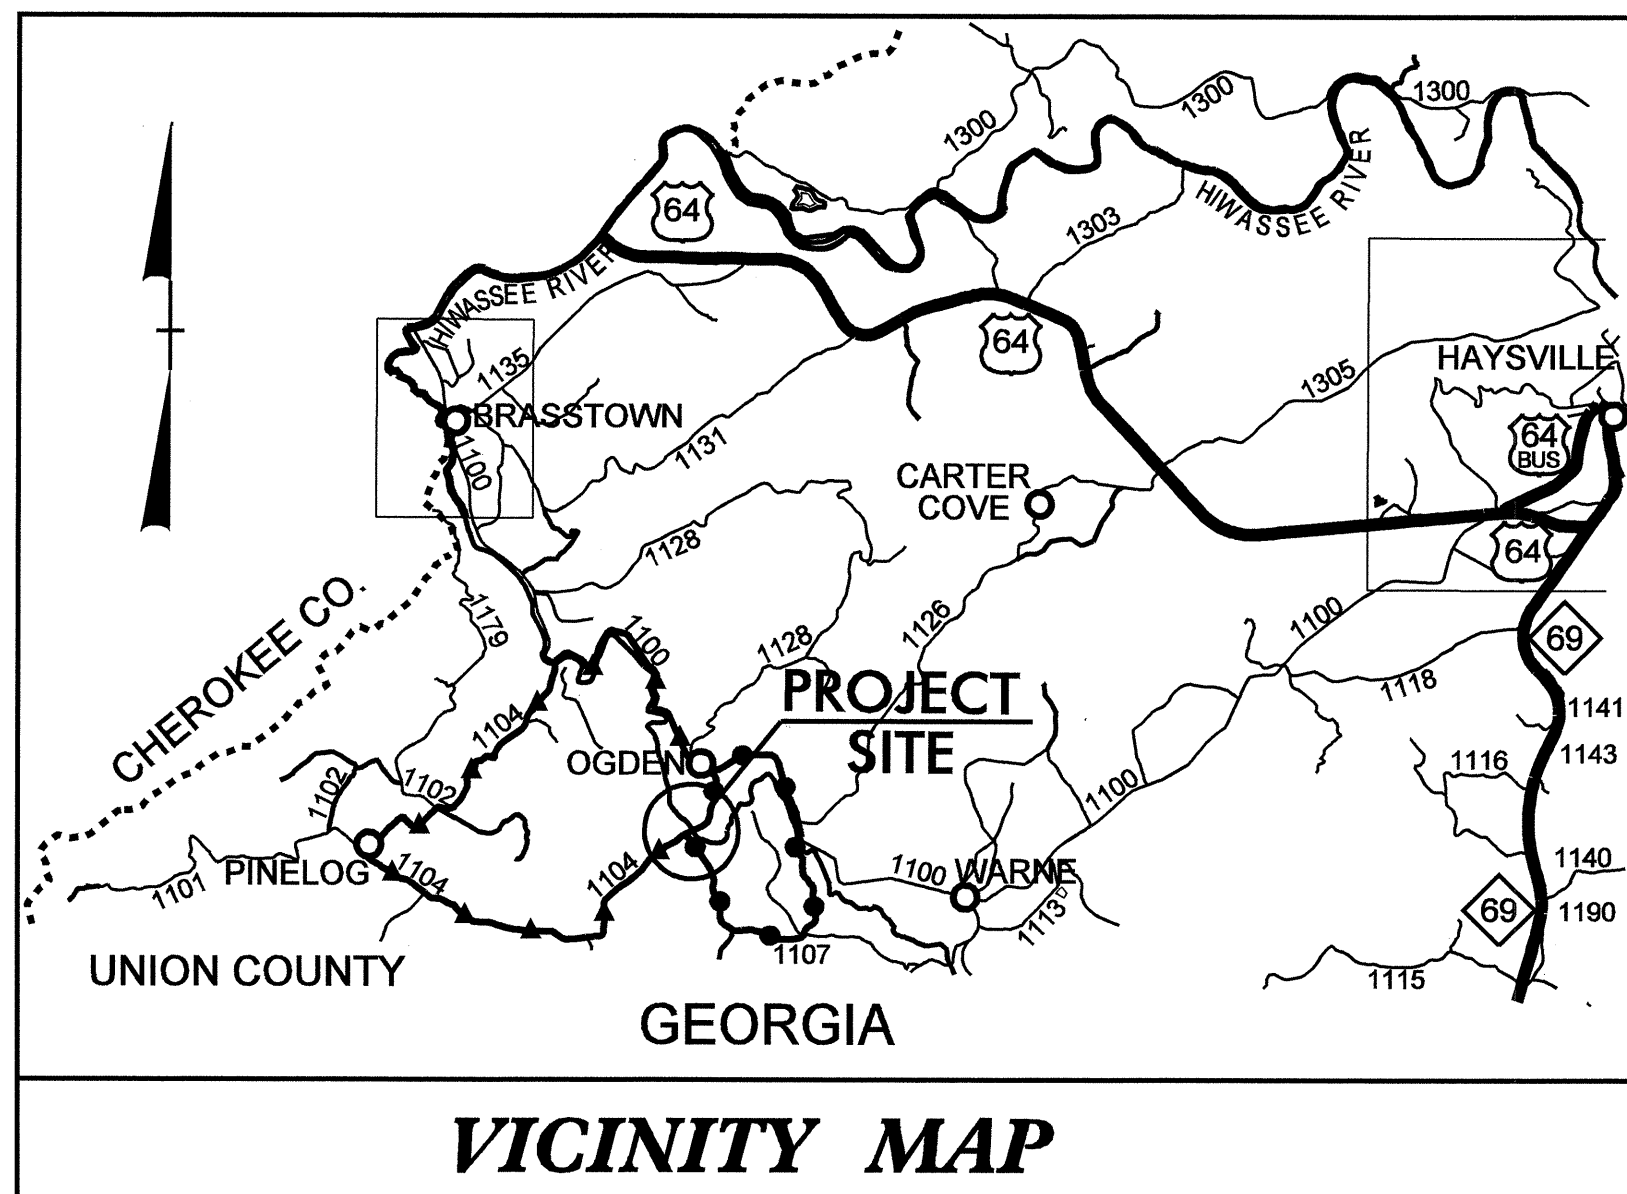 1300
1300
1300
64
HIWASSEE RIVER
1303
HIWASSEE RIVER
64
HAYSVILLE
1135
1305
BRASSTOWN
64
BUS
1131
1100
CARTER
COVE
64
1128
CHEROKEE CO.
1179
1126
1100
1100
69
1128
1118
PROJECT
SITE
1141
1104
1143
OGDEN
1116
1102
1102
1100
1140
PINELOG
1104
1104
1100
WARNE
1101
69
1190
1113
1107
UNION COUNTY
1115
GEORGIA
VICINITY MAP